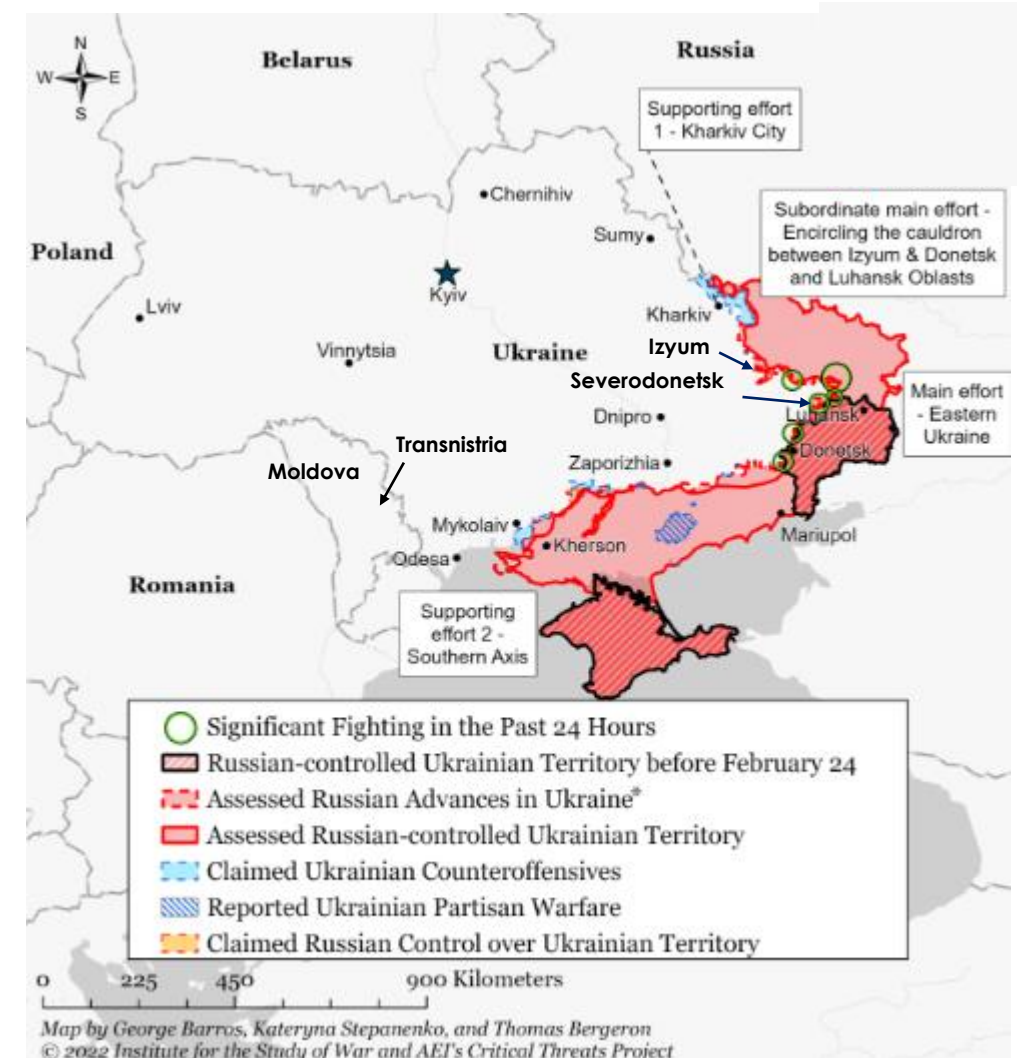 N
W E
S
Belarus
Russia
Supporting effort
1 - Kharkiv City
Chernihiv
Subordinate main effort -
Encircling the cauldron
between Izyum & Donetsk
and Luhansk Oblasts
Sumy
Poland
Kyiv
Lviv
Kharkiv
Vinnytsia
Ukraine
Izyum
Severodonetsk
Main effort
- Eastern
Ukraine
Dnipro
Luhansk
Transnistria
Moldova
Donetsk
Zaporizhia
Mykolaiv
Mariupol
Odesa
Kherson
Romania
Supporting
effort 2 -
Southern Axis
Significant Fighting in the Past 24 Hours
Russian-controlled Ukrainian Territory before February 24
Assessed Russian Advances in Ukraine*
Assessed Russian-controlled Ukrainian Territory
Claimed Ukrainian Counteroffensives
Reported Ukrainian Partisan Warfare
Claimed Russian Control over Ukrainian Territory
0 225 450 900 Kilometers
Map by George Barros, Kateryna Stepanenko, and Thomas Bergeron
© 2022 Institute for the Study of War and AEI's Critical Threats Project